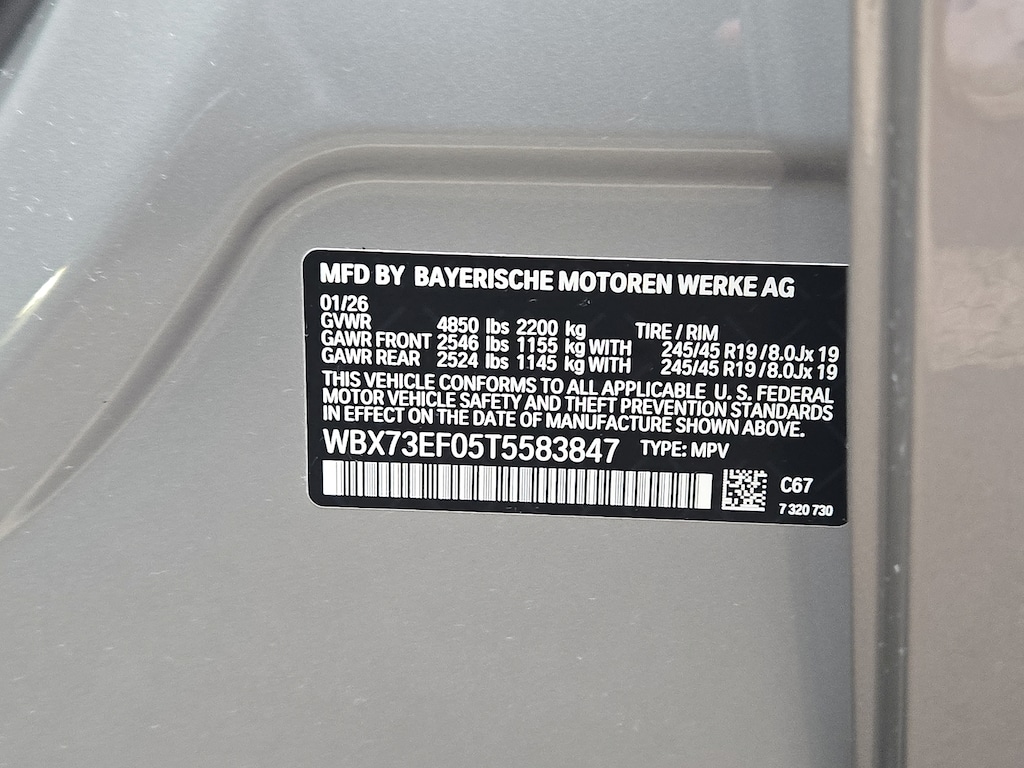 MFD BY BAYERISCHE MOTOREN WERKE AG
01/26
GVWR 4850 lbs 2200 kg TIRE / RIM
GAWR FRONT 2546 lbs 1155 kg WITH 245/45 R19 / 8.0Jx 19
GAWR REAR 2524 lbs 1145 kg WITH 245/45 R19 / 8.0Jx 19
THIS VEHICLE CONFORMS TO ALL APPLICABLE U. S. FEDERAL
MOTOR VEHICLE SAFETY AND THEFT PREVENTION STANDARDS
IN EFFECT ON THE DATE OF MANUFACTURE SHOWN ABOVE.
WBX73EF05T5583847 TYPE: MPV
C67
7 320 730